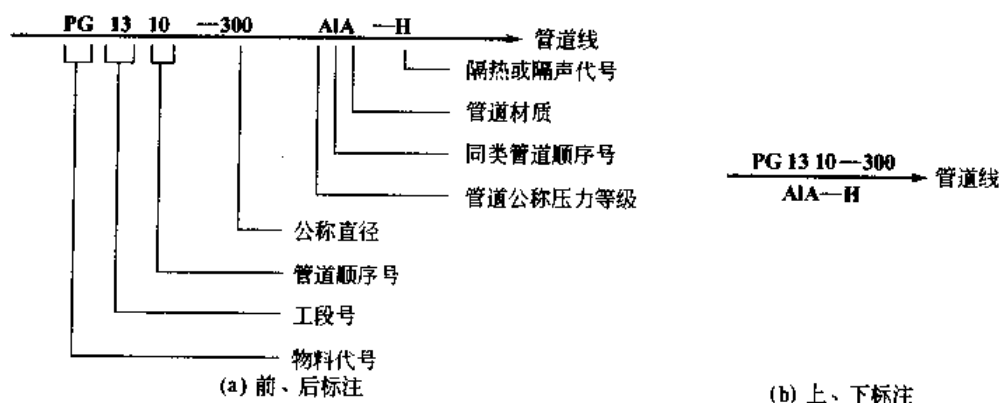 PG 13 10 —300 AIA —H
管道线
隔热或隔声代号
管道材质
同类管道顺序号
管道公称压力等级
公称直径
管道顺序号
工段号
物料代号
(a) 前、后标注
PG 13 10—300
管道线
AIA—H
(b) 上、下标注